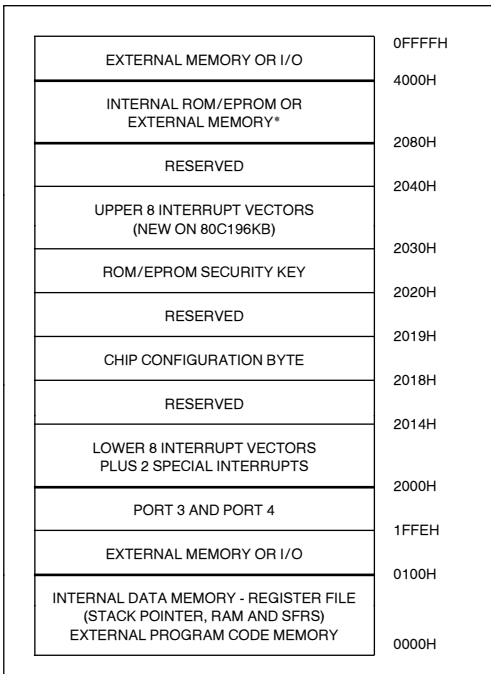 0FFFFH
EXTERNAL MEMORY OR I/O
4000H
INTERNAL ROM/EPROM OR
EXTERNAL MEMORY*
2080H
RESERVED
2040H
UPPER 8 INTERRUPT VECTORS
(NEW ON 80C196KB)
2030H
ROM/EPROM SECURITY KEY
2020H
RESERVED
2019H
CHIP CONFIGURATION BYTE
2018H
RESERVED
2014H
LOWER 8 INTERRUPT VECTORS
PLUS 2 SPECIAL INTERRUPTS
2000H
PORT 3 AND PORT 4
1FFEH
EXTERNAL MEMORY OR I/O
0100H
INTERNAL DATA MEMORY - REGISTER FILE
(STACK POINTER, RAM AND SFRS)
EXTERNAL PROGRAM CODE MEMORY
0000H